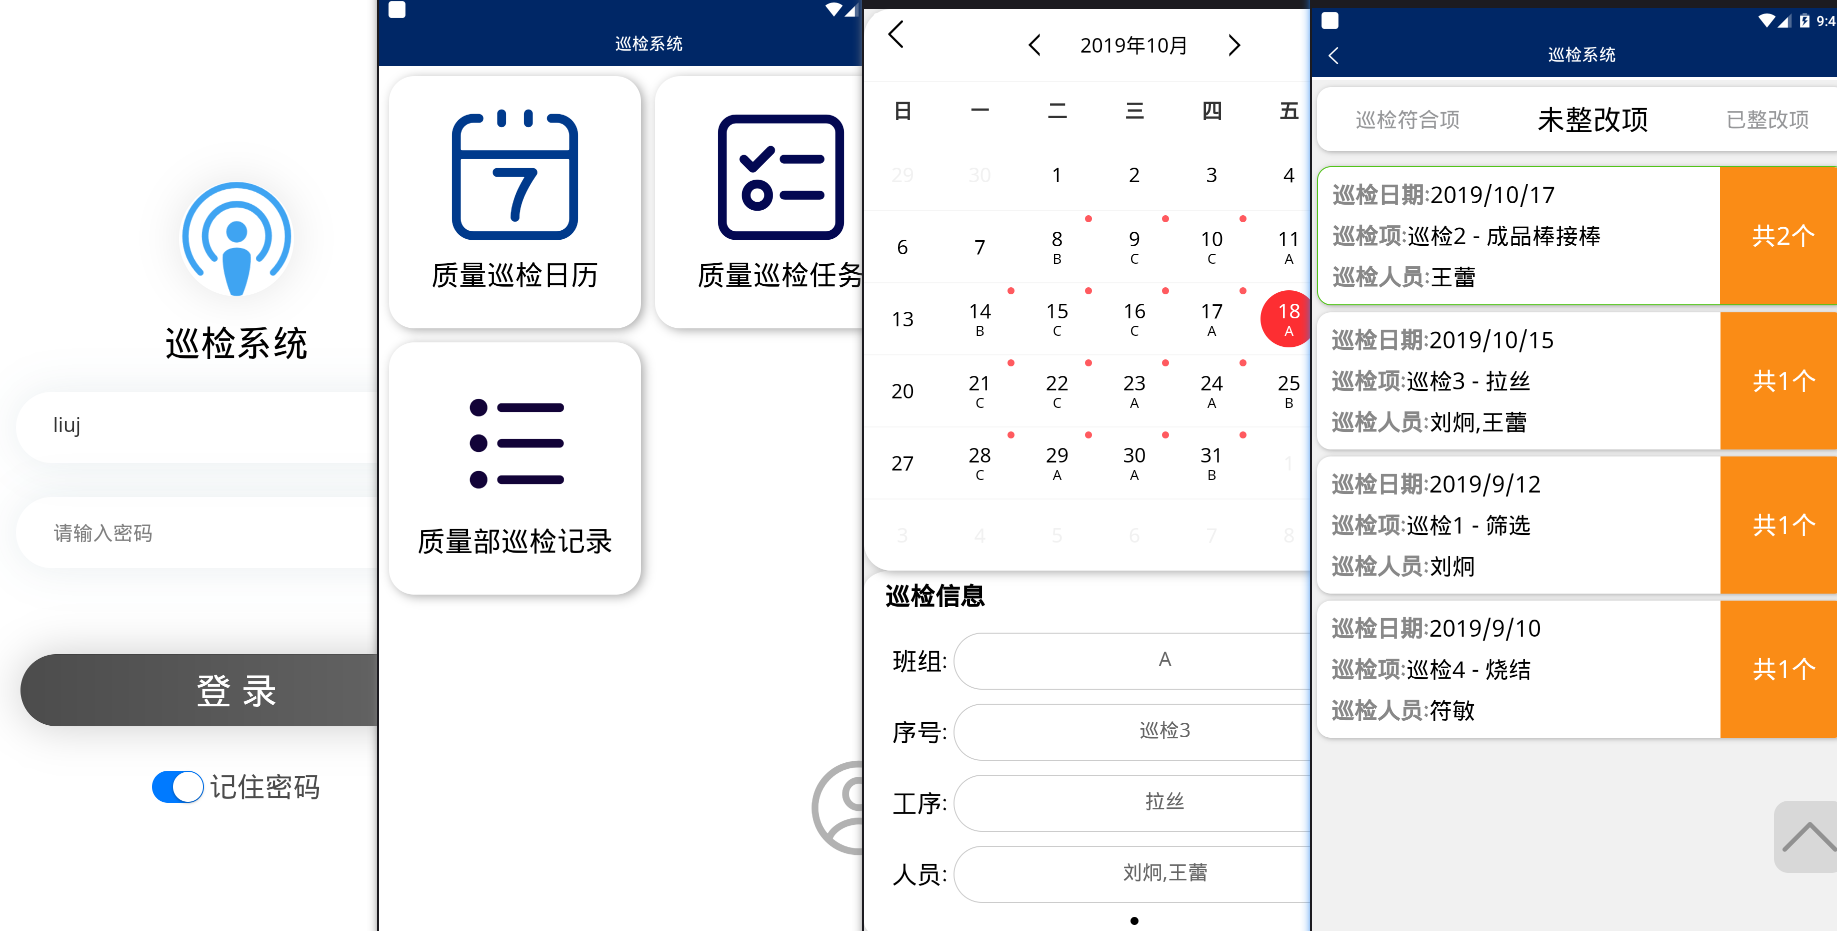 巡检系统
liuj
请输入密码
登 录
记住密码
巡检系统
7
质量巡检日历
质量巡检任务
质量部巡检记录
2019年10月
日 一 二 三 四 五
29 30 1 2 3 4
6 7 8 9 10 11
B C C A
13 14 15 16 17 18
B C C A A
20 21 22 23 24 25
C C A A B
27 28 29 30 31 1
C A A B
3 4 5 6 7 8
巡检信息
班组: A
序号: 巡检3
工序: 拉丝
人员: 刘炯,王蕾
9:4
巡检系统
巡检符合项 未整改项 已整改项
巡检日期:2019/10/17
巡检项:巡检2 - 成品棒接棒
巡检人员:王蕾
共2个
巡检日期:2019/10/15
巡检项:巡检3 - 拉丝
巡检人员:刘炯,王蕾
共1个
巡检日期:2019/9/12
巡检项:巡检1 - 筛选
巡检人员:刘炯
共1个
巡检日期:2019/9/10
巡检项:巡检4 - 烧结
巡检人员:符敏
共1个